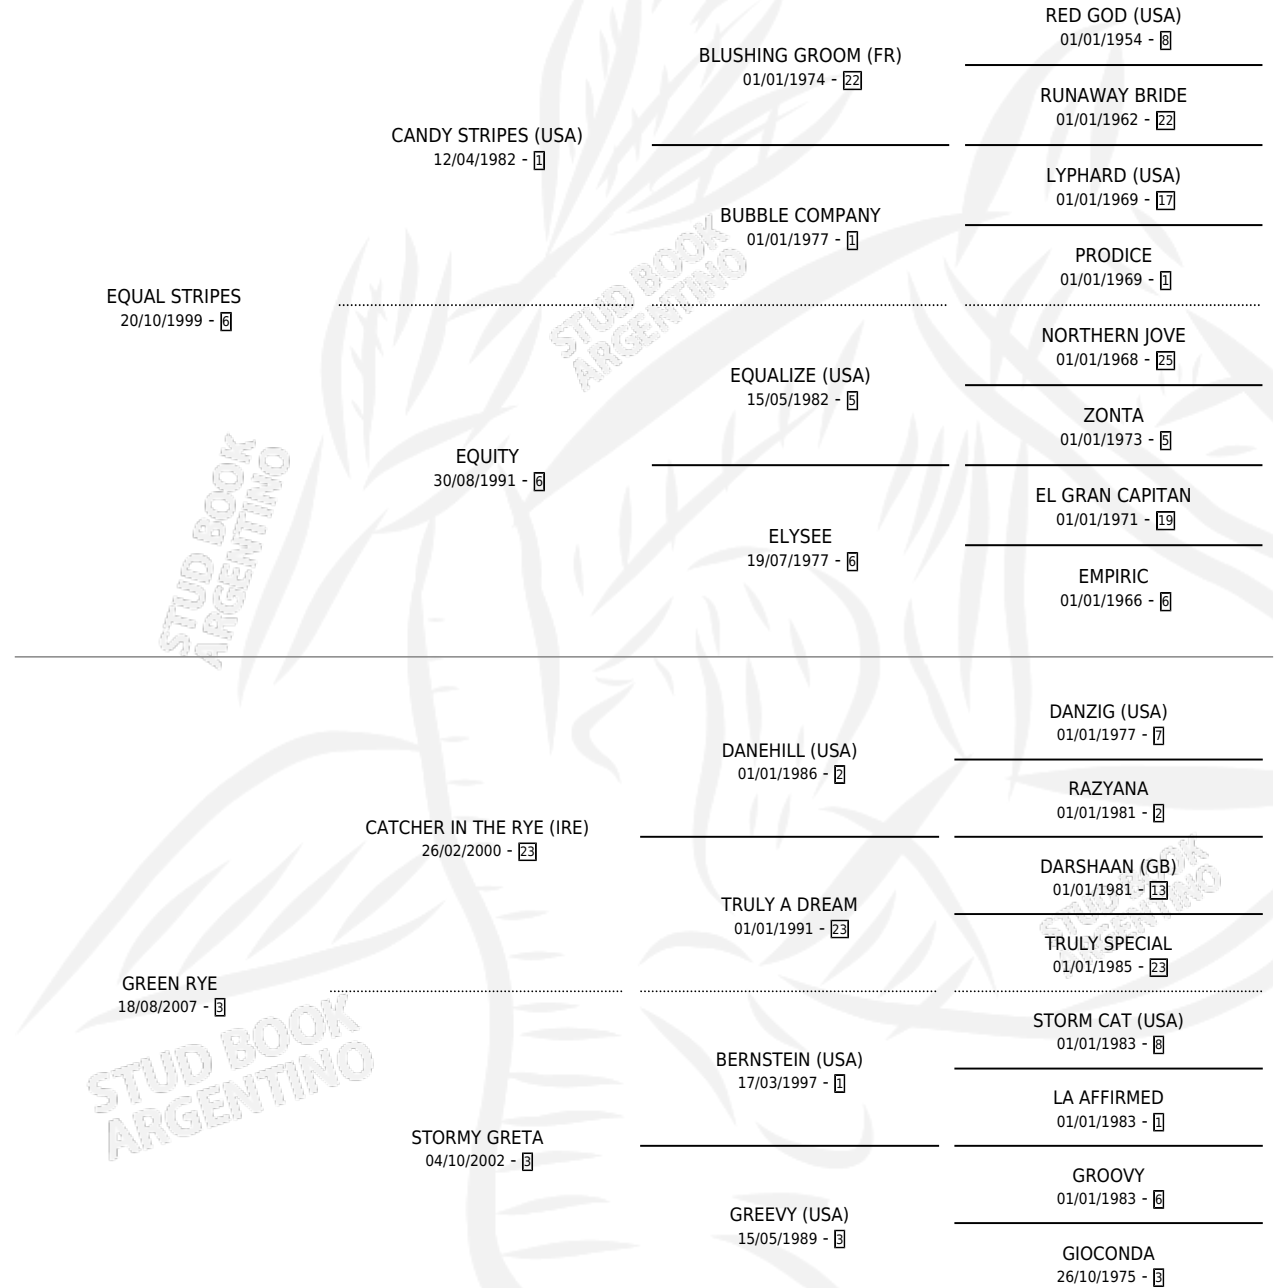 RED GOD (USA)
01/01/1954 - 8
BLUSHING GROOM (FR)
01/01/1974 - 22
RUNAWAY BRIDE
01/01/1962 - 22
CANDY STRIPES (USA)
12/04/1982 - 1
LYPHARD (USA)
01/01/1969 - 17
BUBBLE COMPANY
01/01/1977 - 1
PRODICE
01/01/1969 - 1
EQUAL STRIPES
20/10/1999 - 6
NORTHERN JOVE
01/01/1968 - 25
EQUALIZE (USA)
15/05/1982 - 5
ZONTA
01/01/1973 - 5
EQUITY
30/08/1991 - 6
EL GRAN CAPITAN
01/01/1971 - 19
ELYSEE
19/07/1977 - 6
EMPIRIC
01/01/1966 - 6
STUD BOOK
ARGENTINO
STUD BOOK
ARGENTINO
DANZIG (USA)
01/01/1977 - 7
DANEHILL (USA)
01/01/1986 - 2
RAZYANA
01/01/1981 - 2
CATCHER IN THE RYE (IRE)
26/02/2000 - 23
DARSHAAN (GB)
01/01/1981 - 13
TRULY A DREAM
01/01/1991 - 23
TRULY SPECIAL
01/01/1985 - 23
GREEN RYE
18/08/2007 - 3
STORM CAT (USA)
01/01/1983 - 8
BERNSTEIN (USA)
17/03/1997 - 1
LA AFFIRMED
01/01/1983 - 1
STORMY GRETA
04/10/2002 - 3
GROOVY
01/01/1983 - 6
GREEVY (USA)
15/05/1989 - 3
GIOCONDA
26/10/1975 - 3
STUD BOOK
ARGENTINO
STUD BOOK
ARGENTINO